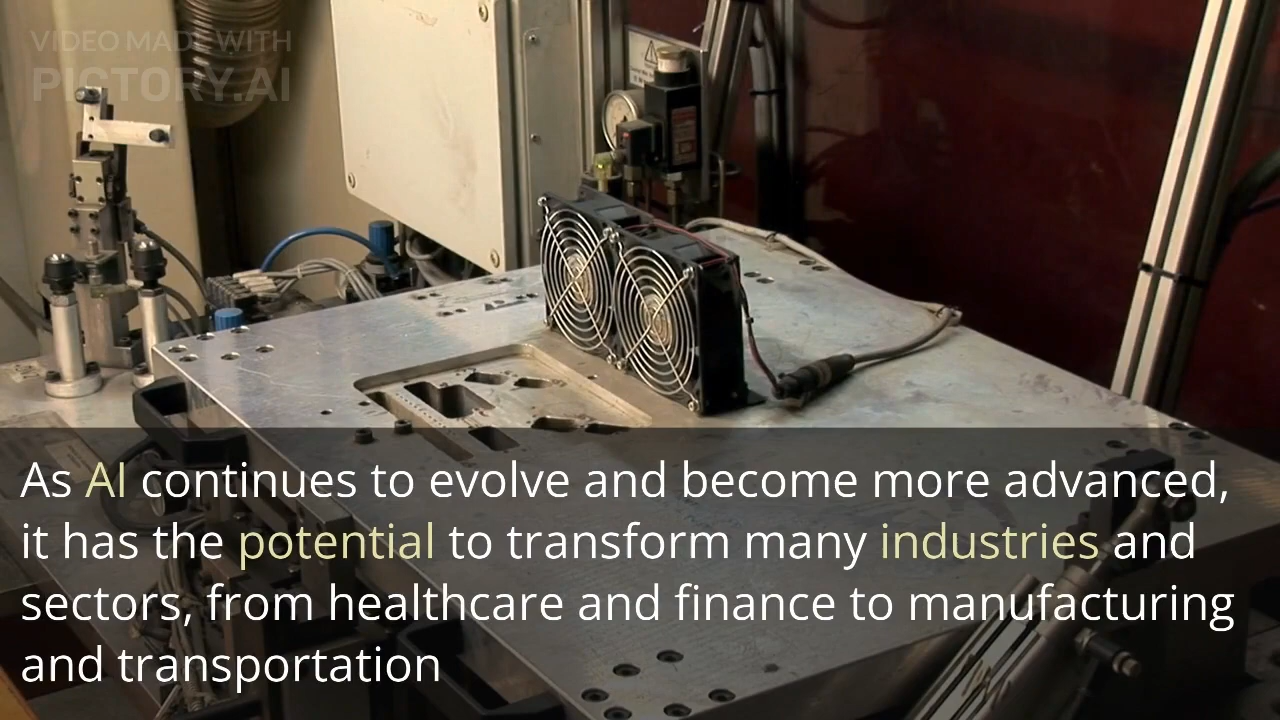 VIDEO MADE WITH
PICTORY.AI
As AI continues to evolve and become more advanced,
it has the potential to transform many industries and
sectors, from healthcare and finance to manufacturing
and transportation